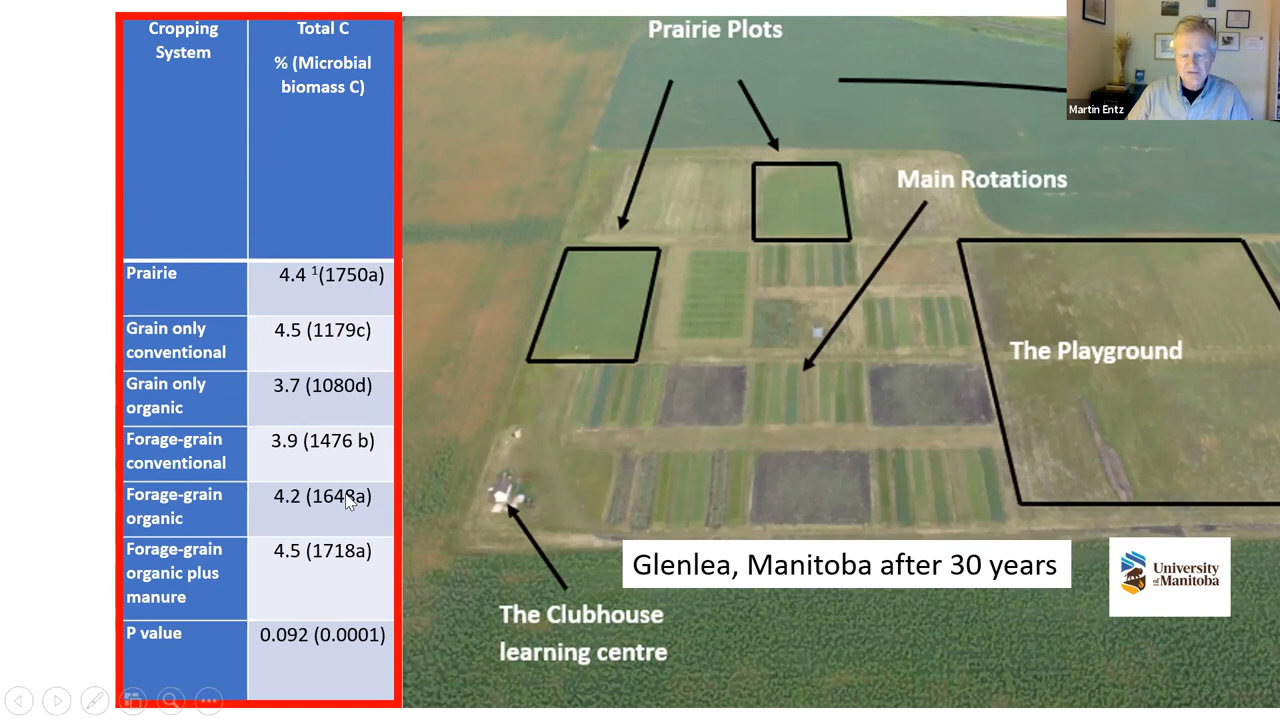 Cropping
System
Total C
% (Microbial
biomass C)
Prairie
4.4 ¹(1750a)
Grain only
conventional
4.5 (1179c)
Grain only
organic
3.7 (1080d)
Forage-grain
conventional
3.9 (1476 b)
Forage-grain
organic
4.2 (1648a)
Forage-grain
organic plus
manure
4.5 (1718a)
P value
0.092 (0.0001)
Prairie Plots
Martin Entz
Main Rotations
The Playground
Glenlea, Manitoba after 30 years
University
of Manitoba
The Clubhouse
learning centre